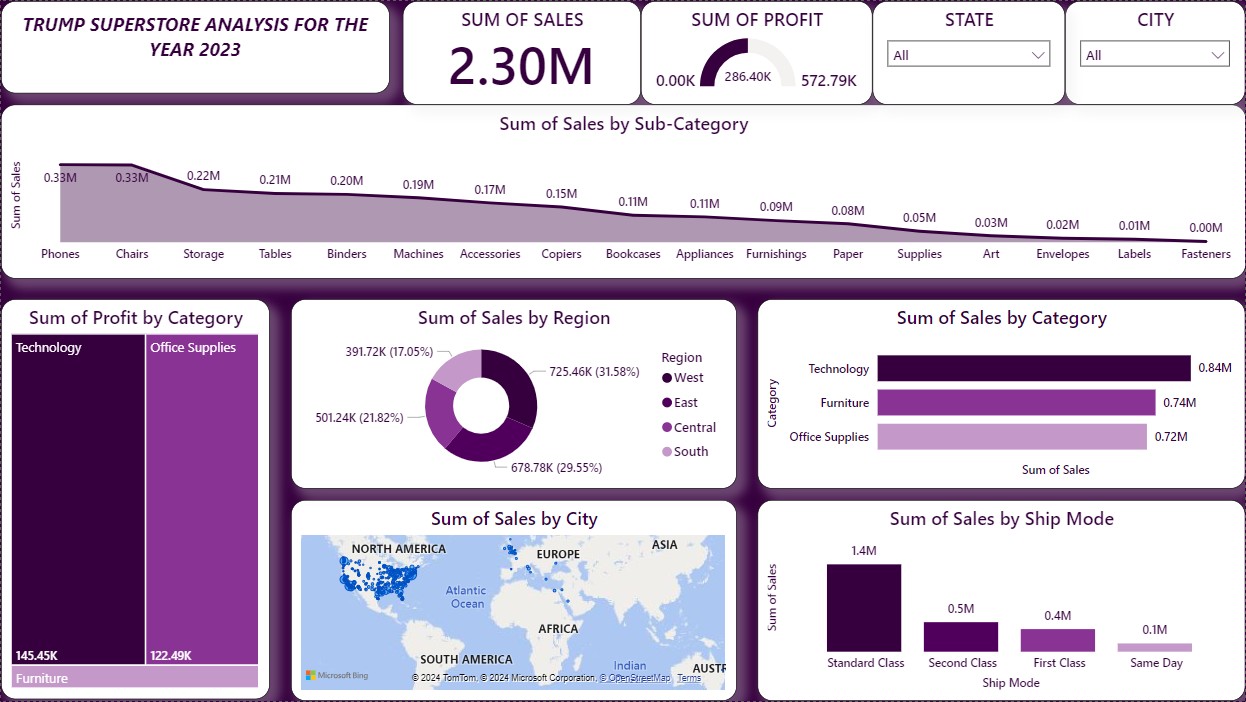 TRUMP SUPERSTORE ANALYSIS FOR THE
YEAR 2023
SUM OF SALES
2.30M
SUM OF PROFIT
0.00K
286.40K
572.79K
STATE
All
CITY
All
Sum of Sales by Sub-Category
Sum of Sales
0.33M 0.33M 0.22M 0.21M 0.20M 0.19M 0.17M 0.15M 0.11M 0.11M 0.09M 0.08M 0.05M 0.03M 0.02M 0.01M 0.00M
Phones Chairs Storage Tables Binders Machines Accessories Copiers Bookcases Appliances Furnishings Paper Supplies Art Envelopes Labels Fasteners
Sum of Profit by Category
Technology
145.45K
Office Supplies
122.49K
Furniture
Sum of Sales by Region
391.72K (17.05%)
725.46K (31.58%)
501.24K (21.82%)
678.78K (29.55%)
Region
West
East
Central
South
Sum of Sales by Category
Category
Technology 0.84M
Furniture 0.74M
Office Supplies 0.72M
Sum of Sales
Sum of Sales by City
NORTH AMERICA
EUROPE
ASIA
Atlantic
Ocean
AFRICA
SOUTH AMERICA
Indian
AUSTR
Microsoft Bing
© 2024 TomTom, © 2024 Microsoft Corporation, © OpenStreetMap Terms
Sum of Sales by Ship Mode
Sum of Sales
1.4M
0.5M
0.4M
0.1M
Standard Class Second Class First Class Same Day
Ship Mode